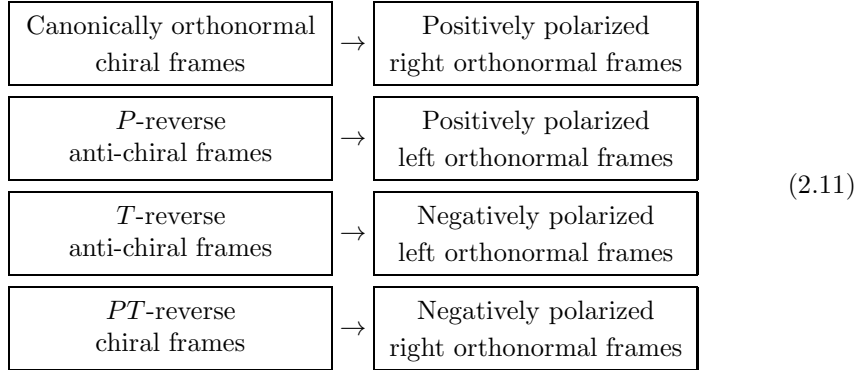 Canonically orthonormal → Positively polarized
chiral frames right orthonormal frames
P-reverse → Positively polarized
anti-chiral frames left orthonormal frames
(2.11)
T-reverse → Negatively polarized
anti-chiral frames left orthonormal frames
PT-reverse → Negatively polarized
chiral frames right orthonormal frames